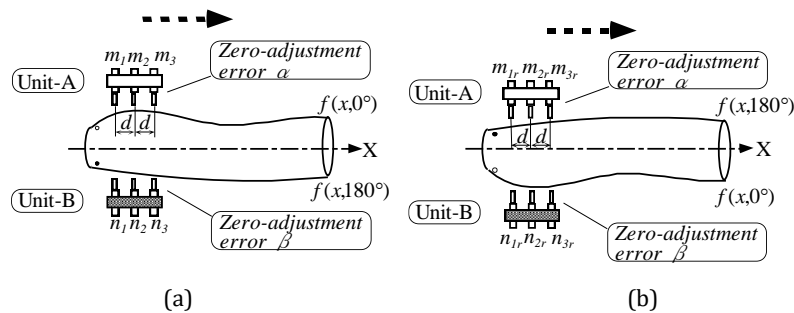 m1 m2 m3
Zero-adjustment
error α
Unit-A
f(x,0°)
d d
X
Unit-B
f(x,180°)
n1 n2 n3
Zero-adjustment
error β
(a)
m1r m2r m3r
Zero-adjustment
error α
Unit-A
f(x,180°)
d d
X
Unit-B
f(x,0°)
n1r n2r n3r
Zero-adjustment
error β
(b)